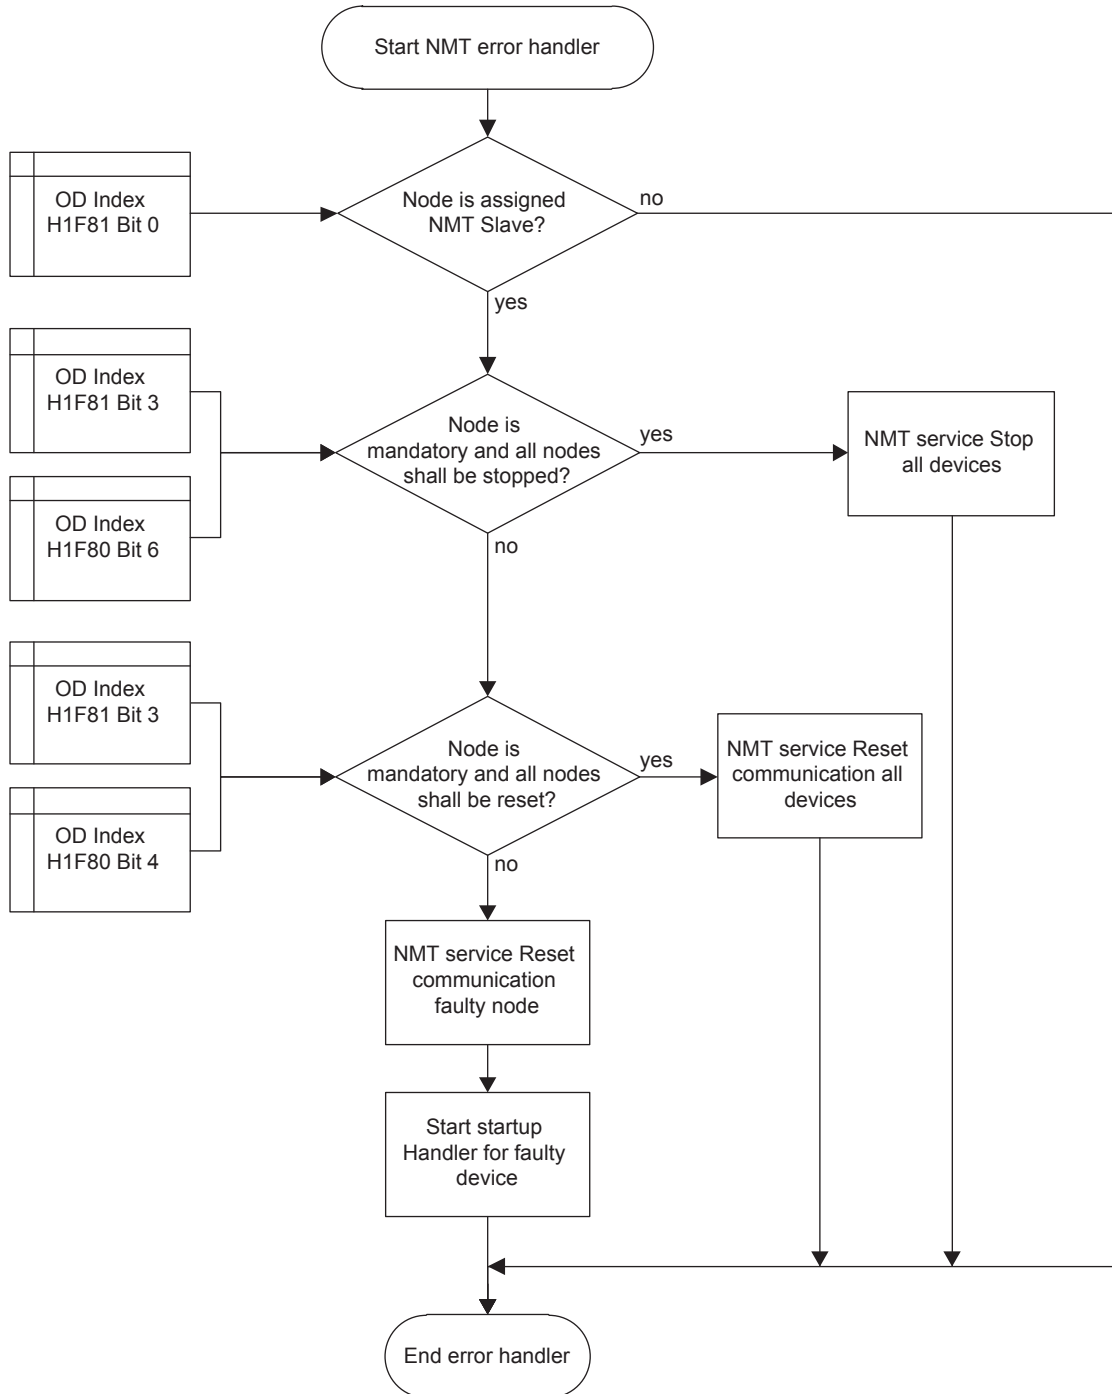 Start NMT error handler
OD Index
H1F81 Bit 0
Node is assigned
NMT Slave?
no
yes
OD Index
H1F81 Bit 3
OD Index
H1F80 Bit 6
Node is
mandatory and all nodes
shall be stopped?
yes
NMT service Stop
all devices
no
OD Index
H1F81 Bit 3
OD Index
H1F80 Bit 4
Node is
mandatory and all nodes
shall be reset?
yes
NMT service Reset
communication all
devices
no
NMT service Reset
communication
faulty node
Start startup
Handler for faulty
device
End error handler